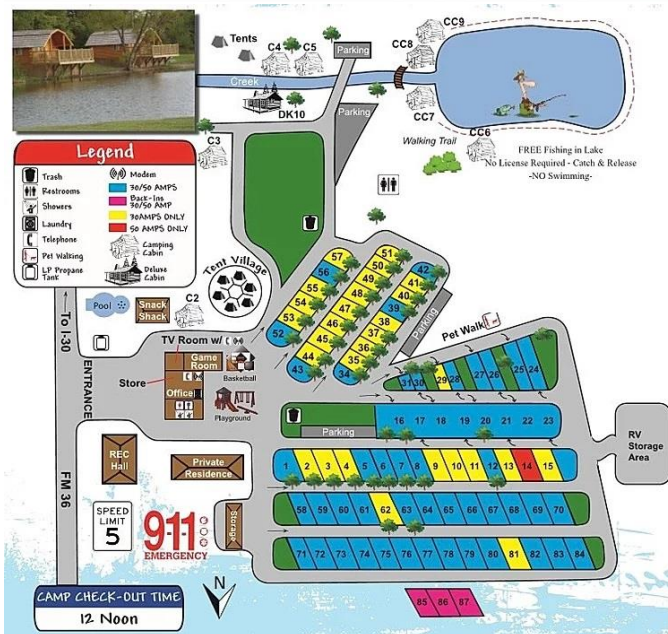 Tents
C4
C5
Parking
CC8
CC9
Creek
DK10
CC7
Parking
C3
Walking Trail
CC6
FREE Fishing in Lake
No License Required - Catch & Release
-NO Swimming-
Legend
Trash
Restrooms
Showers
Laundry
Telephone
Pet Walking
LP Propane
Tank
Modem
30/50 AMPS
Back-Ins
30/50 AMP
30AMPS ONLY
50 AMPS ONLY
Camping
Cabin
Deluxe
Cabin
To I-30
Pool
Snack
Shack
C2
Tent Village
TV Room w/
Game
Room
Store
Office
Basketball
Playground
ENTRANCE
57
56
55
54
53
52
51
50
49
48
47
46
45
44
43
42
41
40
39
38
37
36
35
34
Parking
Pet Walk
31
30
29
28
27
26
25
24
16
17
18
19
20
21
22
23
Parking
RV
Storage
Area
REC
Hall
Private
Residence
1
2
3
4
5
6
7
8
9
10
11
12
13
14
15
FM 36
SPEED
LIMIT
5
9-1-1
EMERGENCY
Storage
58
59
60
61
62
63
64
65
66
67
68
69
70
71
72
73
74
75
76
77
78
79
80
81
82
83
84
85
86
87
N
CAMP CHECK-OUT TIME
12 Noon